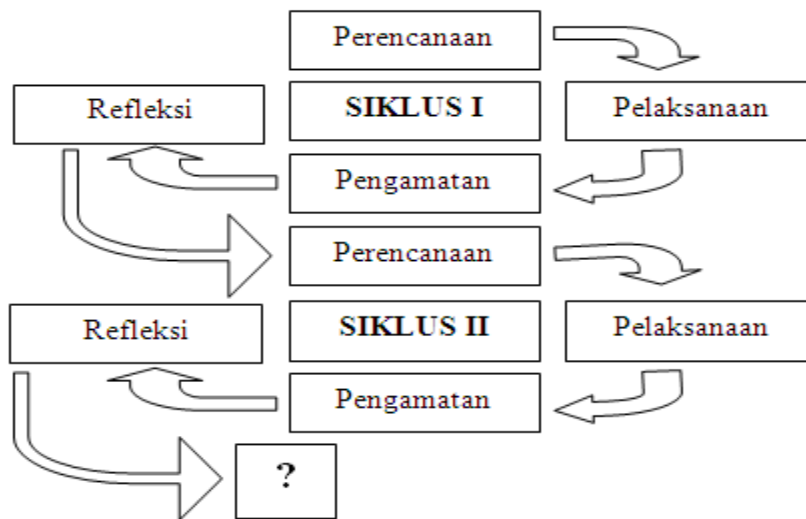 Perencanaan
Refleksi
SIKLUS I
Pelaksanaan
Pengamatan
Perencanaan
Refleksi
SIKLUS II
Pelaksanaan
Pengamatan
?